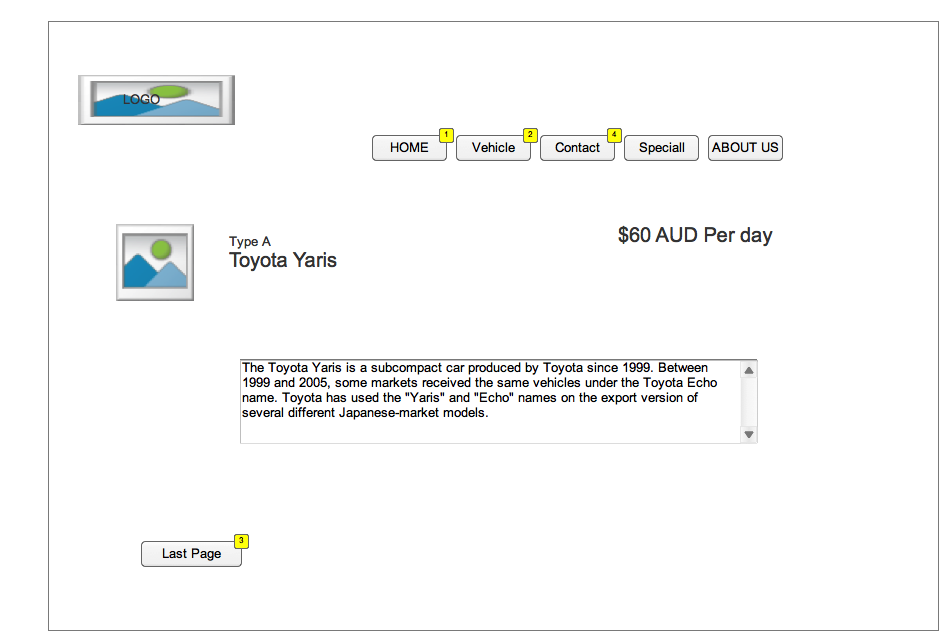 LOGO
1 2 4
HOME Vehicle Contact Speciall ABOUT US
$60 AUD Per day
Type A
Toyota Yaris
The Toyota Yaris is a subcompact car produced by Toyota since 1999. Between
1999 and 2005, some markets received the same vehicles under the Toyota Echo
name. Toyota has used the "Yaris" and "Echo" names on the export version of
several different Japanese-market models.
3
Last Page